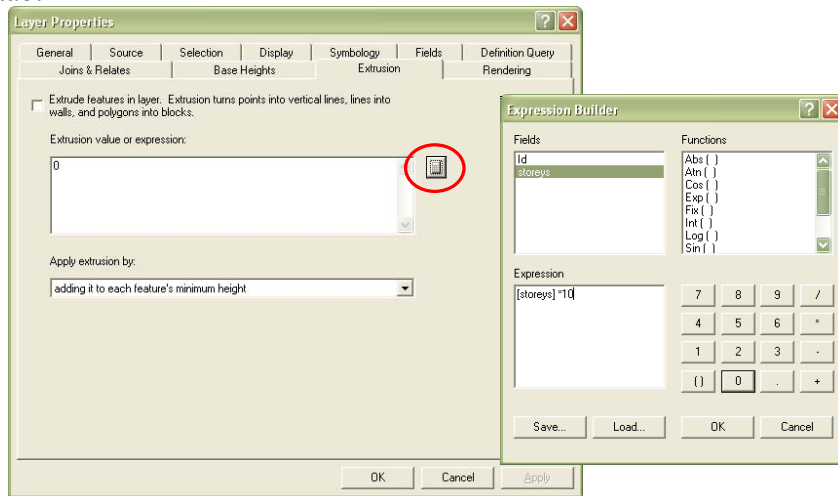 Layer Properties
General Source Selection Display Symbology Fields Definition Query
Joins & Relates Base Heights Extrusion Rendering
Extrude features in layer. Extrusion turns points into vertical lines, lines into
walls, and polygons into blocks.
Extrusion value or expression:
0
Apply extrusion by:
adding it to each feature's minimum height
OK Cancel Apply
Expression Builder
Fields Functions
Id
storeys
Abs ( )
Atn ( )
Cos ( )
Exp ( )
Fix ( )
Int ( )
Log ( )
Sin ( )
Expression
[storeys] *10
7 8 9 /
4 5 6 *
1 2 3 -
( ) 0 . +
Save... Load... OK Cancel